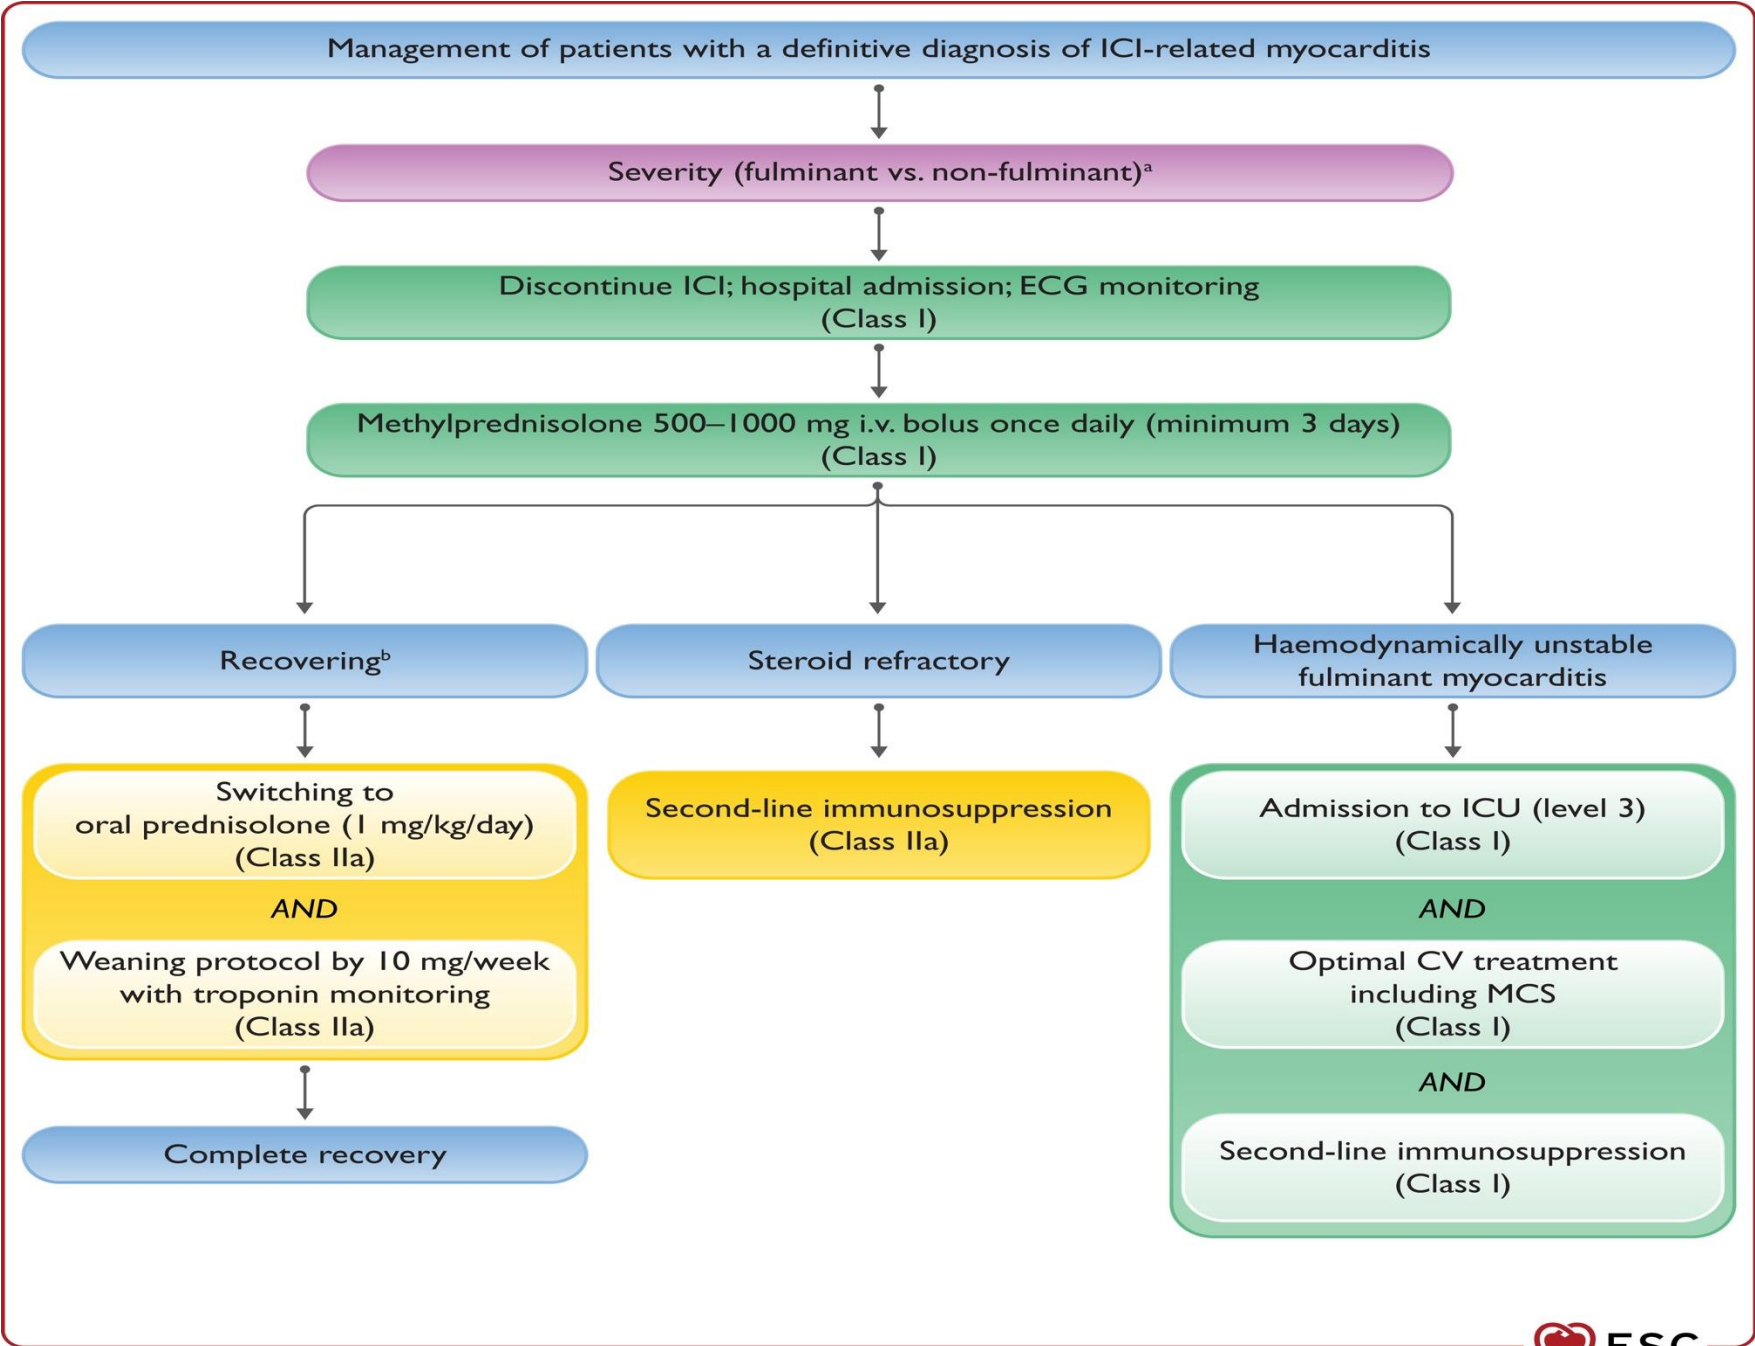 Management of patients with a definitive diagnosis of ICI-related myocarditis
Severity (fulminant vs. non-fulminant)ᵃ
Discontinue ICI; hospital admission; ECG monitoring
(Class I)
Methylprednisolone 500–1000 mg i.v. bolus once daily (minimum 3 days)
(Class I)
Recoveringᵇ
Switching to
oral prednisolone (1 mg/kg/day)
(Class IIa)
AND
Weaning protocol by 10 mg/week
with troponin monitoring
(Class IIa)
Complete recovery
Steroid refractory
Second-line immunosuppression
(Class IIa)
Haemodynamically unstable
fulminant myocarditis
Admission to ICU (level 3)
(Class I)
AND
Optimal CV treatment
including MCS
(Class I)
AND
Second-line immunosuppression
(Class I)
ESC